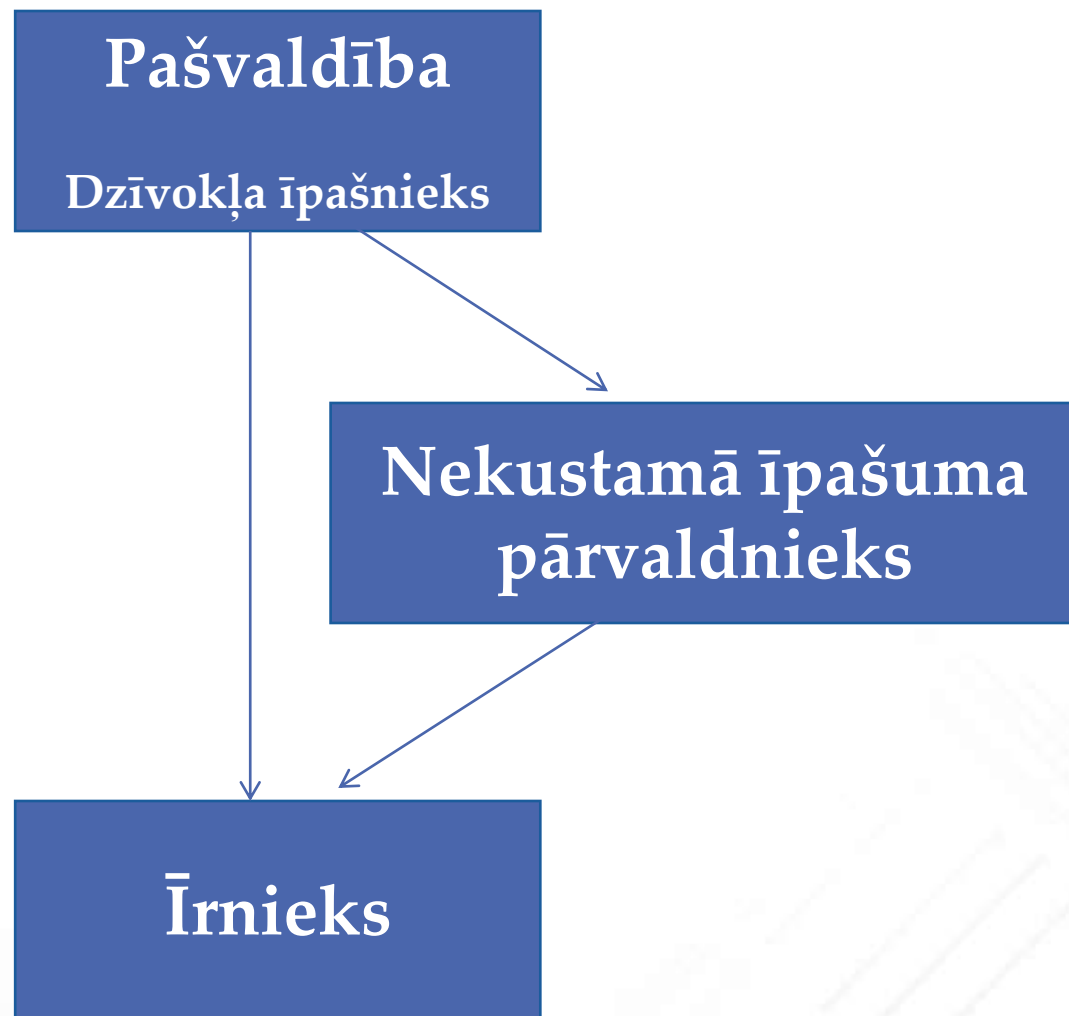 Pašvaldība
Dzīvokļa īpašnieks
Nekustamā īpašuma
pārvaldnieks
Īrnieks